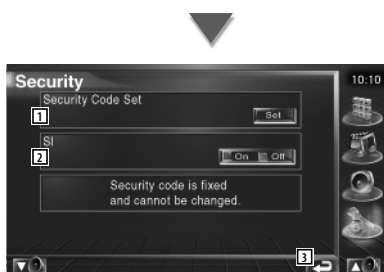 Security
10:10
Security Code Set
1
Set
SI
2
On Off
Security code is fixed
and cannot be changed.
3